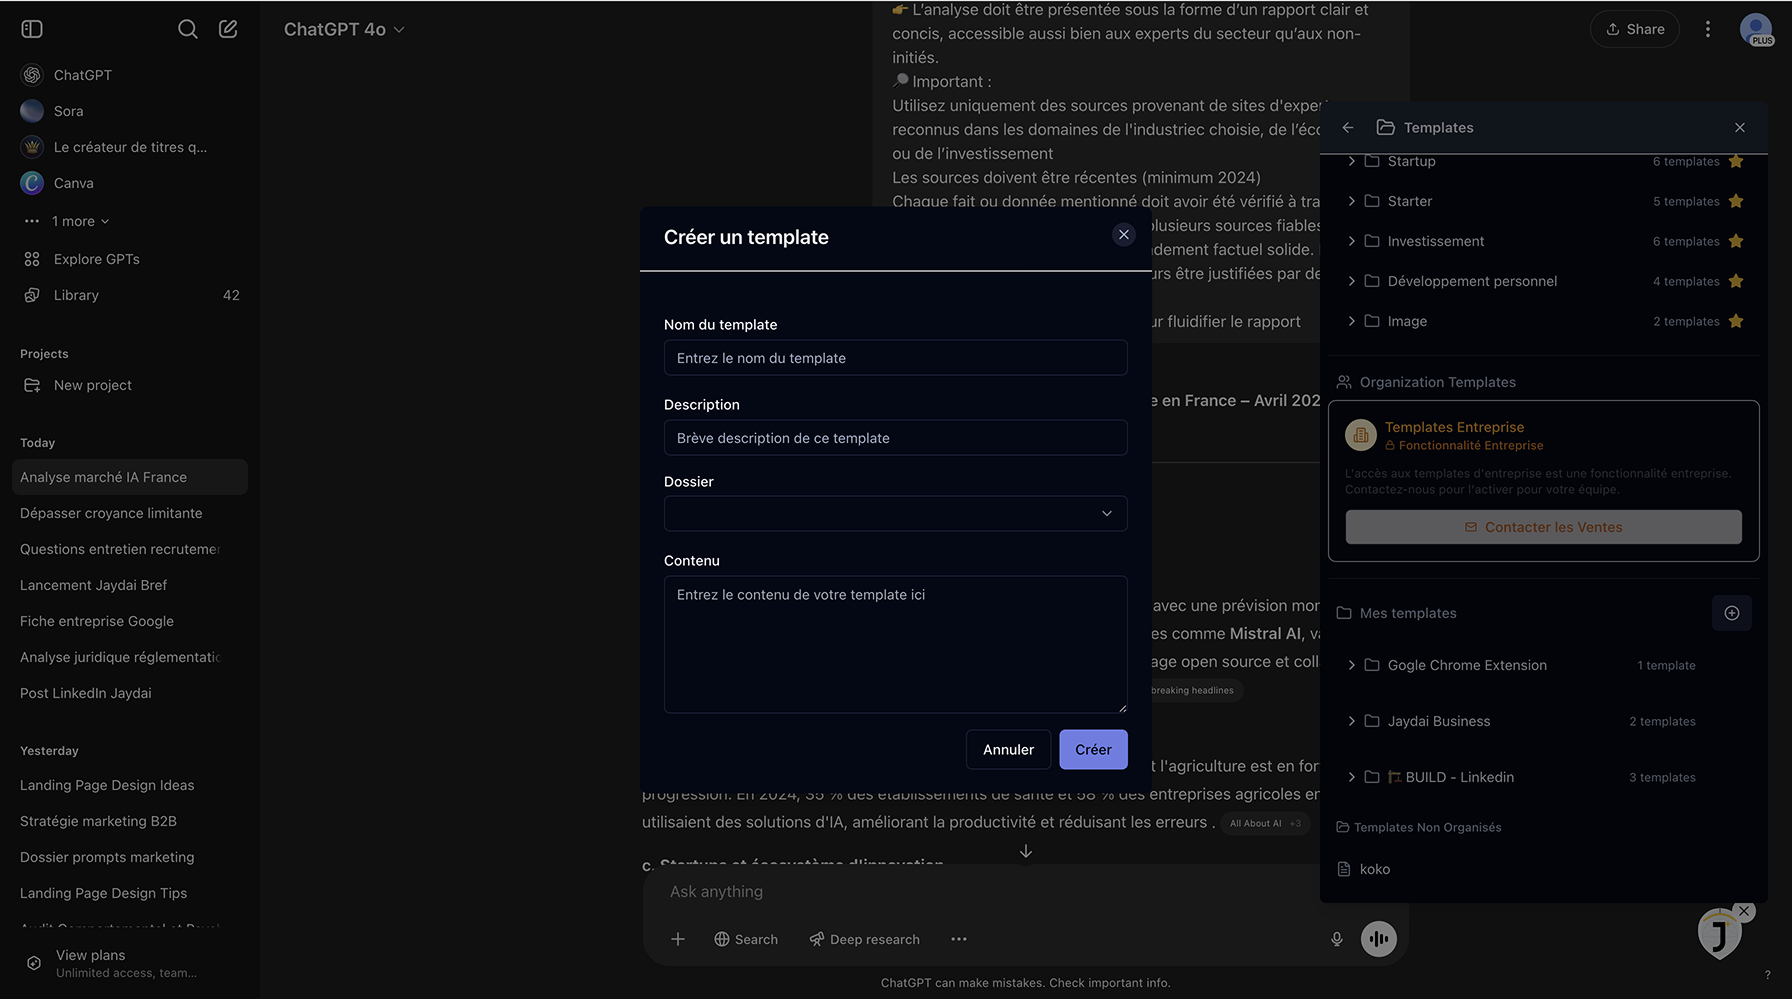 ChatGPT
Sora
Le créateur de titres q...
Canva
1 more
Explore GPTs
Library 42
Projects
New project
Today
Analyse marché IA France
Dépasser croyance limitante
Questions entretien recrutemen
Lancement Jaydai Bref
Fiche entreprise Google
Analyse juridique réglementatio
Post LinkedIn Jaydai
Yesterday
Landing Page Design Ideas
Stratégie marketing B2B
Dossier prompts marketing
Landing Page Design Tips
View plans
Unlimited access, team...
ChatGPT 4o
Share
PLUS
L'analyse doit être présentée sous la forme d'un rapport clair et
concis, accessible aussi bien aux experts du secteur qu'aux non-
initiés.
Important :
Utilisez uniquement des sources provenant de sites d'exper
reconnus dans les domaines de l'industriec choisie, de l'éco
ou de l'investissement
Les sources doivent être récentes (minimum 2024)
Chaque fait ou donnée mentionné doit avoir été vérifié à tra
plusieurs sources fiables
ndement factuel solide.
urs être justifiées par de
ur fluidifier le rapport
e en France – Avril 202
avec une prévision mon
es comme Mistral AI, va
age open source et coll
breaking headlines
t l'agriculture est en for
progression. En 2024, 35 % des établissements de santé et 58 % des entreprises agricoles en
utilisaient des solutions d'IA, améliorant la productivité et réduisant les erreurs . All About AI +3
c. Startups et écosystème d'innovation
Créer un template
Nom du template
Entrez le nom du template
Description
Brève description de ce template
Dossier
Contenu
Entrez le contenu de votre template ici
Annuler
Créer
Ask anything
Search
Deep research
ChatGPT can make mistakes. Check important info.
Templates
Startup 6 templates
Starter 5 templates
Investissement 6 templates
Développement personnel 4 templates
Image 2 templates
Organization Templates
Templates Entreprise
Fonctionnalité Entreprise
L'accès aux templates d'entreprise est une fonctionnalité entreprise.
Contactez-nous pour l'activer pour votre équipe.
Contacter les Ventes
Mes templates
Gogle Chrome Extension 1 template
Jaydai Business 2 templates
BUILD - Linkedin 3 templates
Templates Non Organisés
koko
J
?